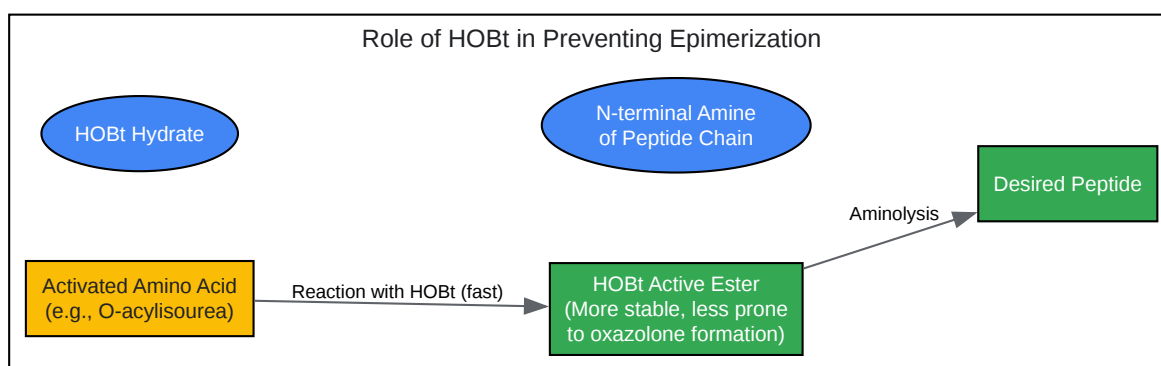 Role of HOBt in Preventing Epimerization
HOBt Hydrate
N-terminal Amine
of Peptide Chain
Desired Peptide
Aminolysis
Activated Amino Acid
(e.g., O-acylisourea)
Reaction with HOBt (fast)
HOBt Active Ester
(More stable, less prone
to oxazolone formation)